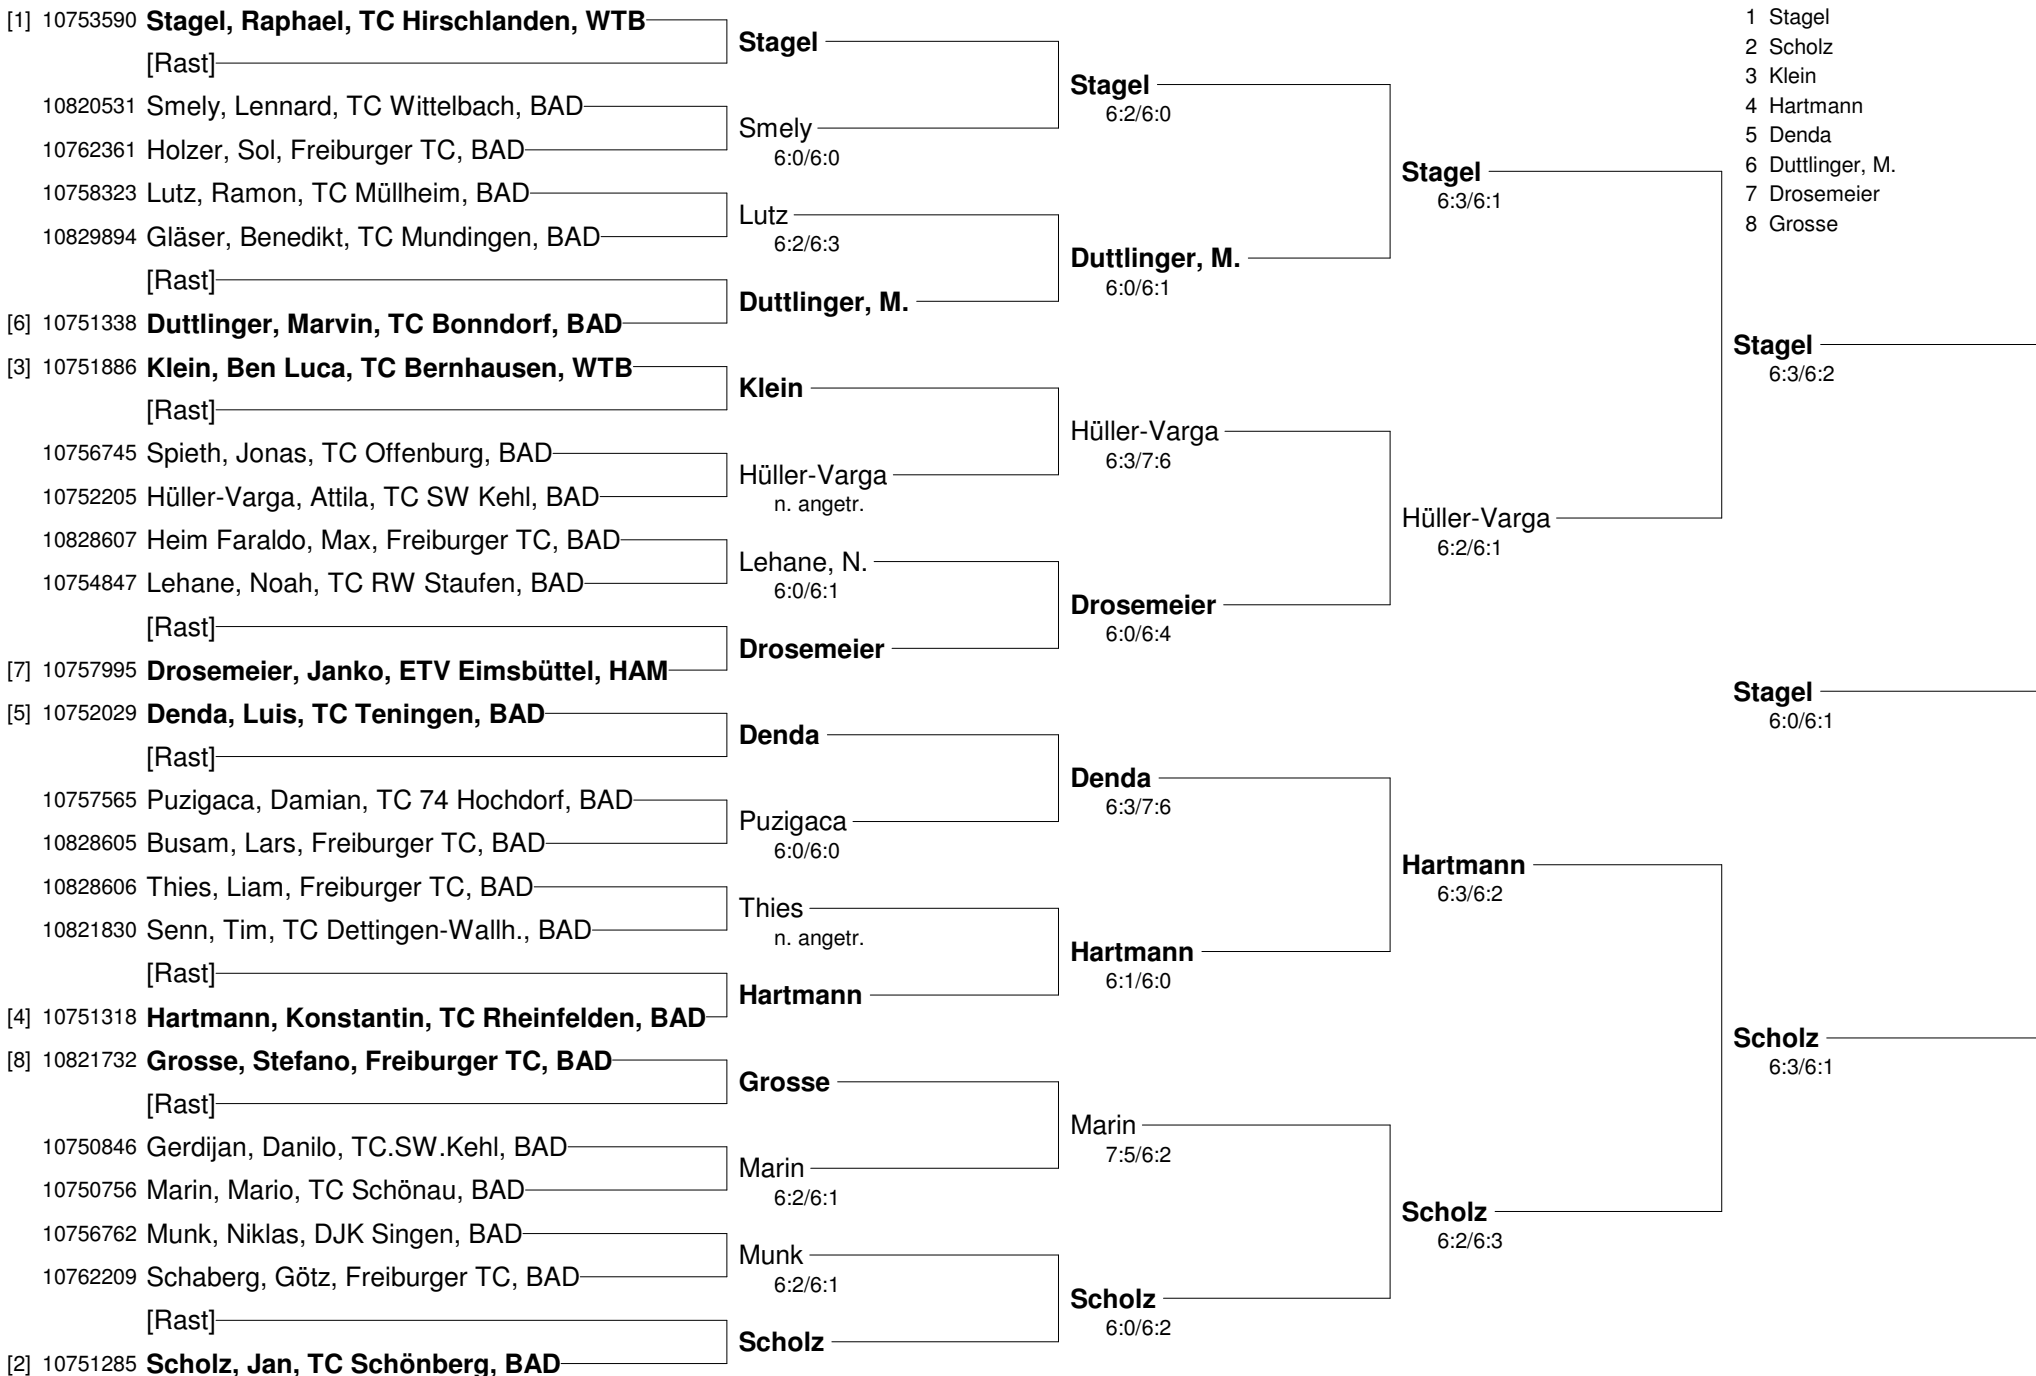 [1] 10753590 Stagel, Raphael, TC Hirschlanden, WTB
[Rast]
10820531 Smely, Lennard, TC Wittelbach, BAD
10762361 Holzer, Sol, Freiburger TC, BAD
10758323 Lutz, Ramon, TC Müllheim, BAD
10829894 Gläser, Benedikt, TC Mundingen, BAD
[Rast]
[6] 10751338 Duttlinger, Marvin, TC Bonndorf, BAD
[3] 10751886 Klein, Ben Luca, TC Bernhausen, WTB
[Rast]
10756745 Spieth, Jonas, TC Offenburg, BAD
10752205 Hüller-Varga, Attila, TC SW Kehl, BAD
10828607 Heim Faraldo, Max, Freiburger TC, BAD
10754847 Lehane, Noah, TC RW Staufen, BAD
[Rast]
[7] 10757995 Drosemeier, Janko, ETV Eimsbüttel, HAM
[5] 10752029 Denda, Luis, TC Teningen, BAD
[Rast]
10757565 Puzigaca, Damian, TC 74 Hochdorf, BAD
10828605 Busam, Lars, Freiburger TC, BAD
10828606 Thies, Liam, Freiburger TC, BAD
10821830 Senn, Tim, TC Dettingen-Wallh., BAD
[Rast]
[4] 10751318 Hartmann, Konstantin, TC Rheinfelden, BAD
[8] 10821732 Grosse, Stefano, Freiburger TC, BAD
[Rast]
10750846 Gerdijan, Danilo, TC.SW.Kehl, BAD
10750756 Marin, Mario, TC Schönau, BAD
10756762 Munk, Niklas, DJK Singen, BAD
10762209 Schaberg, Götz, Freiburger TC, BAD
[Rast]
[2] 10751285 Scholz, Jan, TC Schönberg, BAD
Stagel
Smely
6:0/6:0
Lutz
6:2/6:3
Duttlinger, M.
Klein
Hüller-Varga
n. angetr.
Lehane, N.
6:0/6:1
Drosemeier
Denda
Puzigaca
6:0/6:0
Thies
n. angetr.
Hartmann
Grosse
Marin
6:2/6:1
Munk
6:2/6:1
Scholz
Stagel
6:2/6:0
Duttlinger, M.
6:0/6:1
Hüller-Varga
6:3/7:6
Drosemeier
6:0/6:4
Denda
6:3/7:6
Hartmann
6:1/6:0
Marin
7:5/6:2
Scholz
6:0/6:2
Stagel
6:3/6:1
Hüller-Varga
6:2/6:1
Hartmann
6:3/6:2
Scholz
6:2/6:3
1 Stagel
2 Scholz
3 Klein
4 Hartmann
5 Denda
6 Duttlinger, M.
7 Drosemeier
8 Grosse
Stagel
6:3/6:2
Stagel
6:0/6:1
Scholz
6:3/6:1